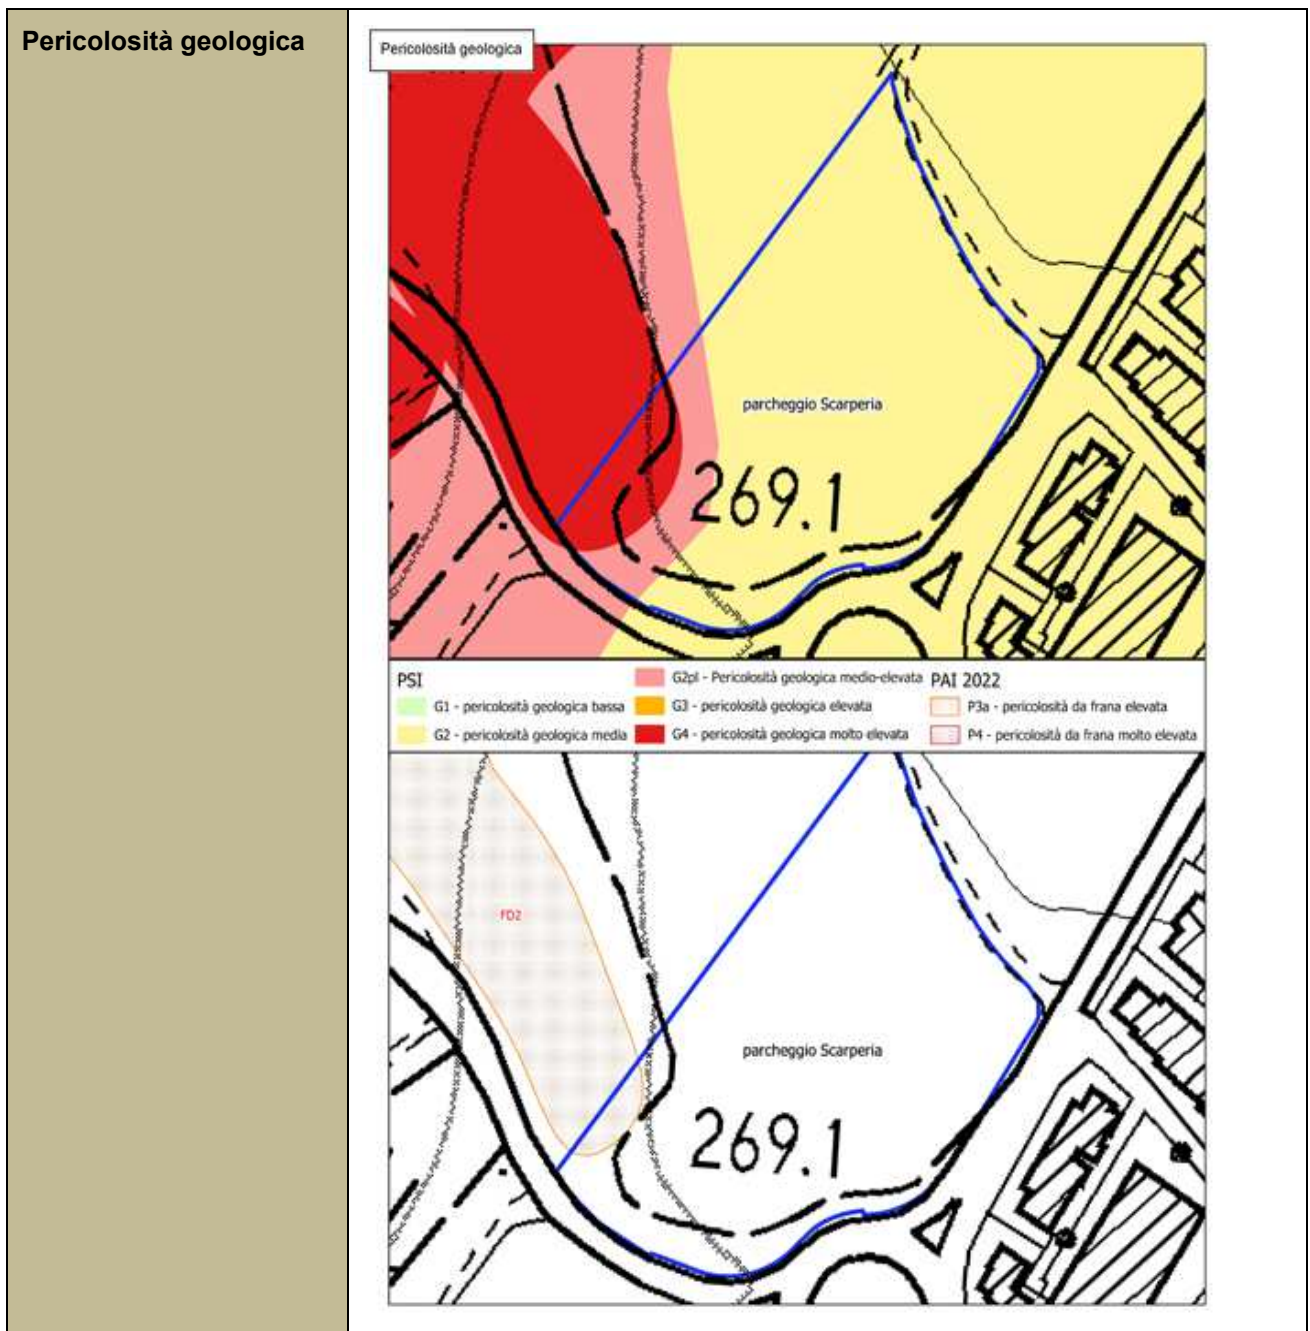 Pericolosità geologica
Pericolosità geologica
parcheggio Scarperia
269.1
PSI
G1 - pericolosità geologica bassa
G2 - pericolosità geologica media
G2pl - Pericolosità geologica medio-elevata
G3 - pericolosità geologica elevata
G4 - pericolosità geologica molto elevata
PAI 2022
P3a - pericolosità da frana elevata
P4 - pericolosità da frana molto elevata
FD2
parcheggio Scarperia
269.1